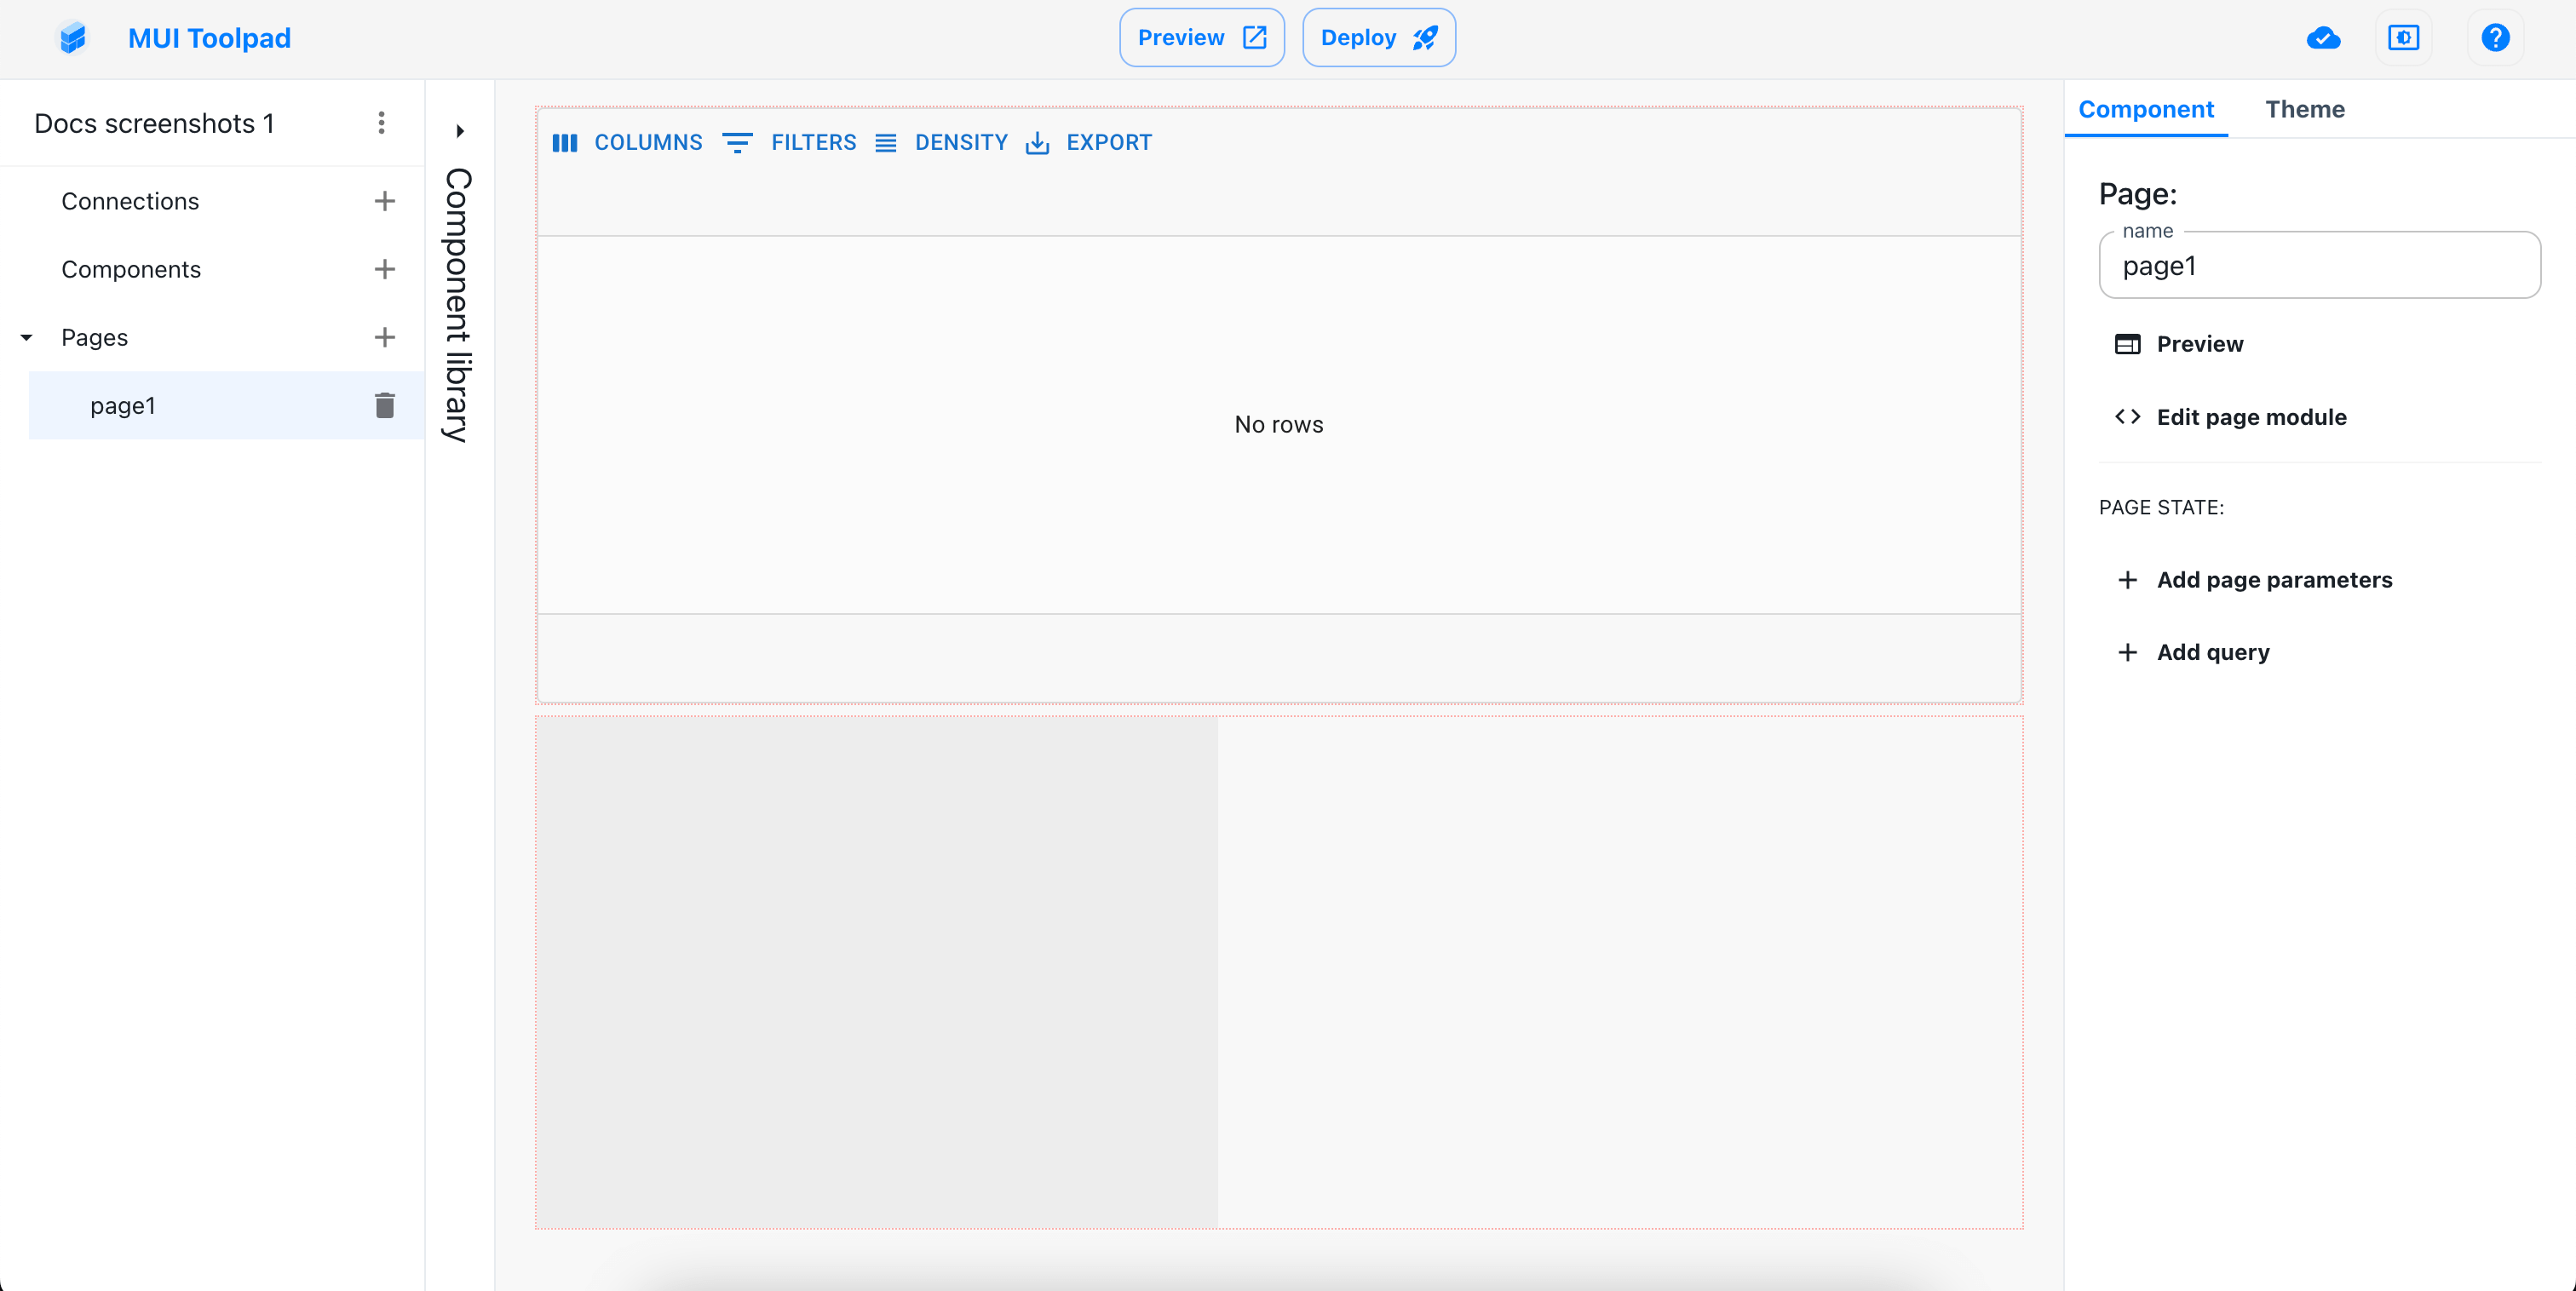 MUI Toolpad
Preview
Deploy
Docs screenshots 1
Connections
Components
Pages
page1
Component library
COLUMNS FILTERS DENSITY EXPORT
No rows
Component Theme
Page:
name
page1
Preview
Edit page module
PAGE STATE:
Add page parameters
Add query